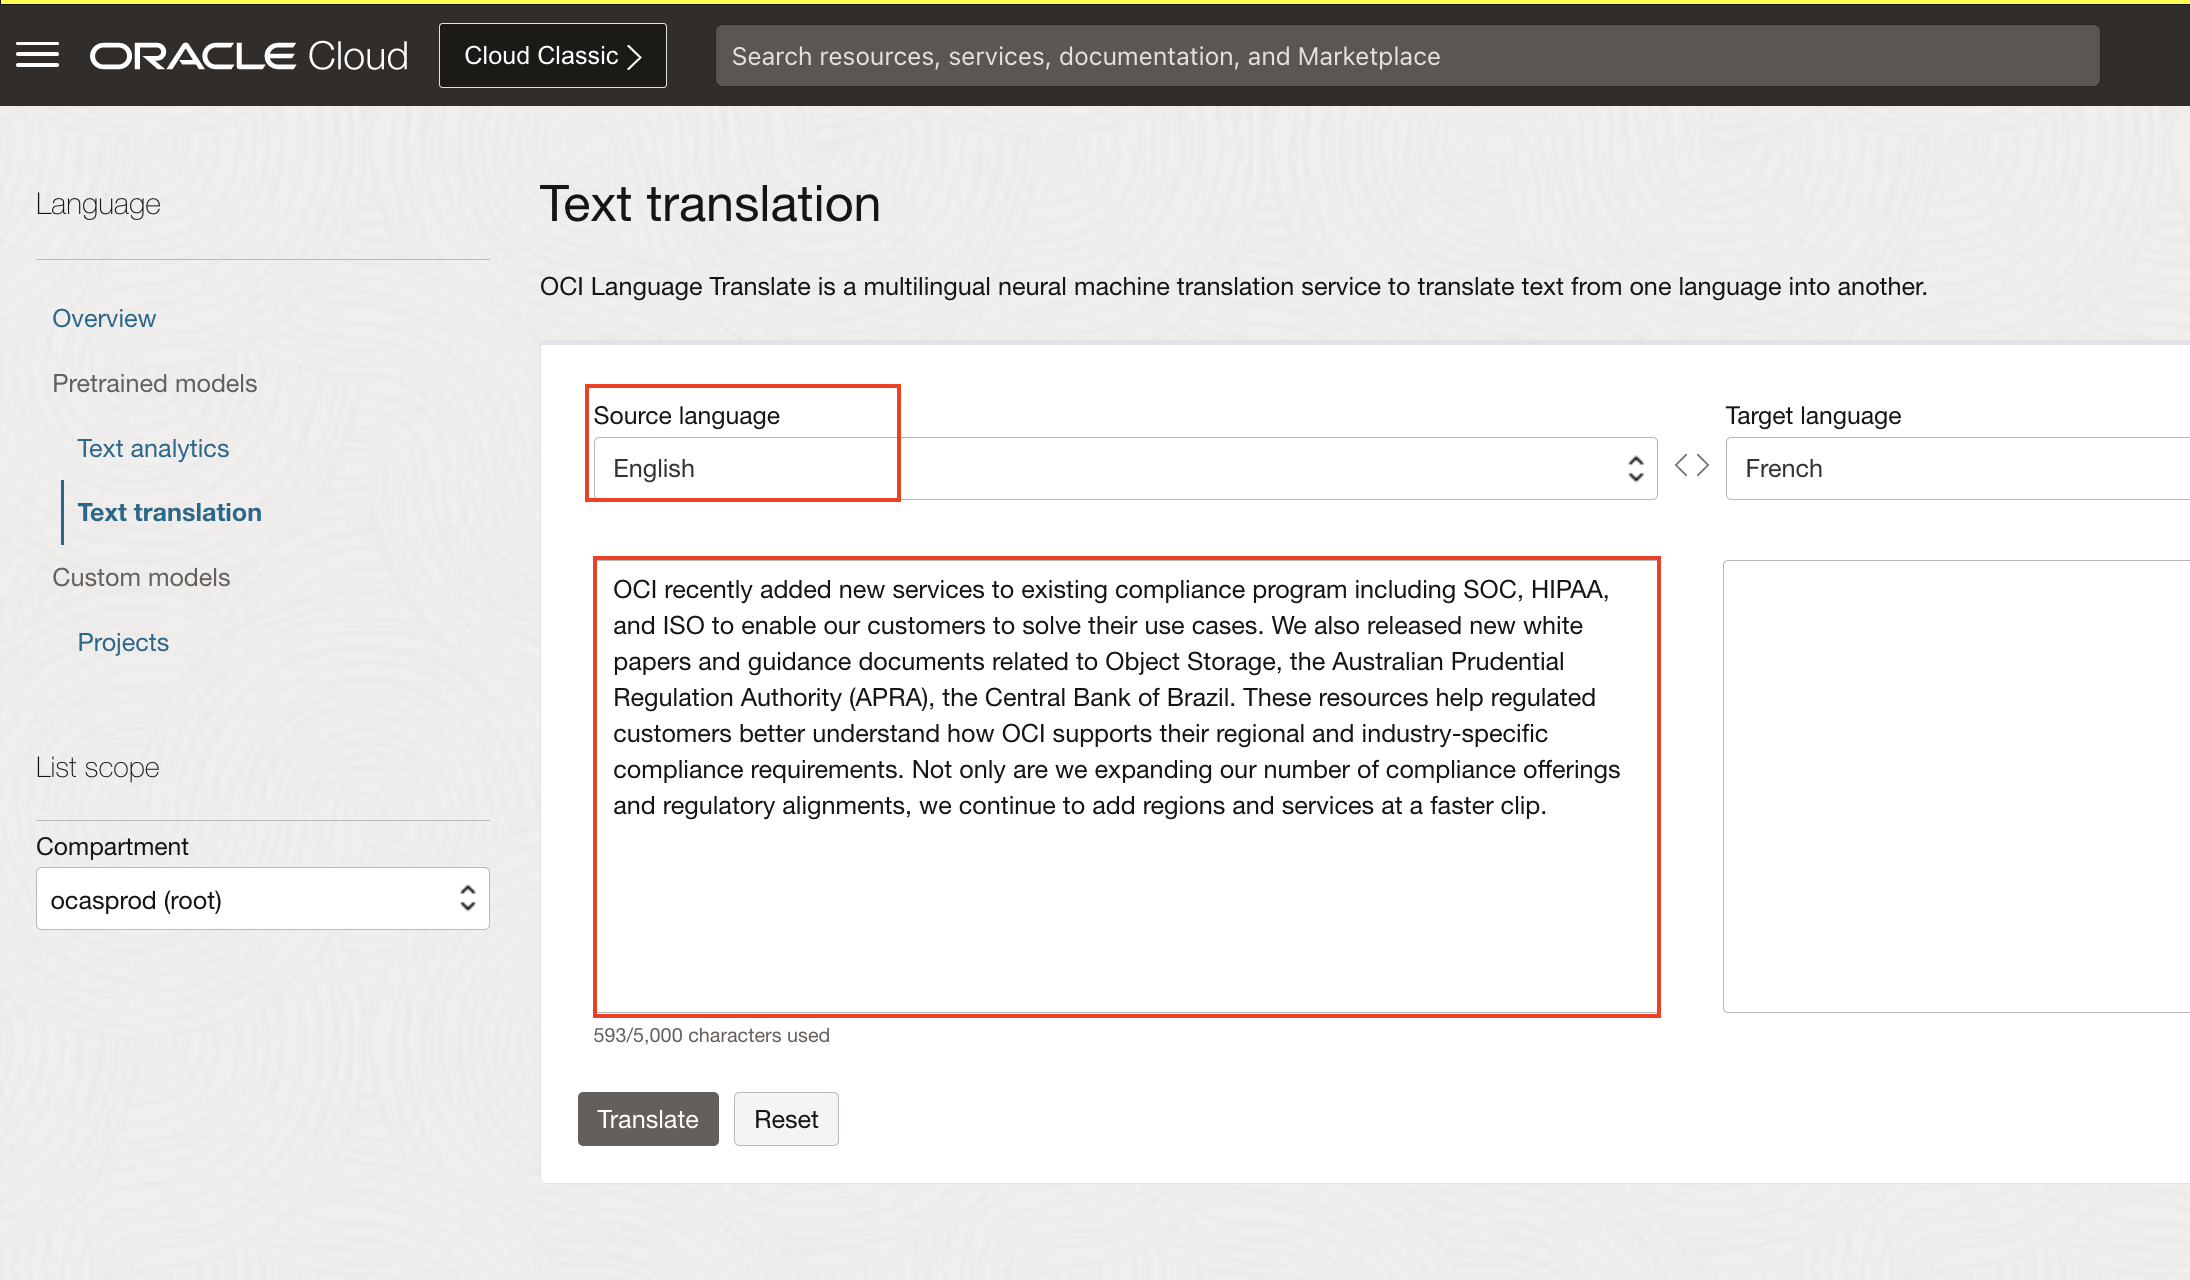 ORACLE Cloud
Cloud Classic
Search resources, services, documentation, and Marketplace
Language
Overview
Pretrained models
Text analytics
Text translation
Custom models
Projects
List scope
Compartment
ocasprod (root)
Text translation
OCI Language Translate is a multilingual neural machine translation service to translate text from one language into another.
Source language
English
Target language
French
OCI recently added new services to existing compliance program including SOC, HIPAA,
and ISO to enable our customers to solve their use cases. We also released new white
papers and guidance documents related to Object Storage, the Australian Prudential
Regulation Authority (APRA), the Central Bank of Brazil. These resources help regulated
customers better understand how OCI supports their regional and industry-specific
compliance requirements. Not only are we expanding our number of compliance offerings
and regulatory alignments, we continue to add regions and services at a faster clip.
593/5,000 characters used
Translate
Reset